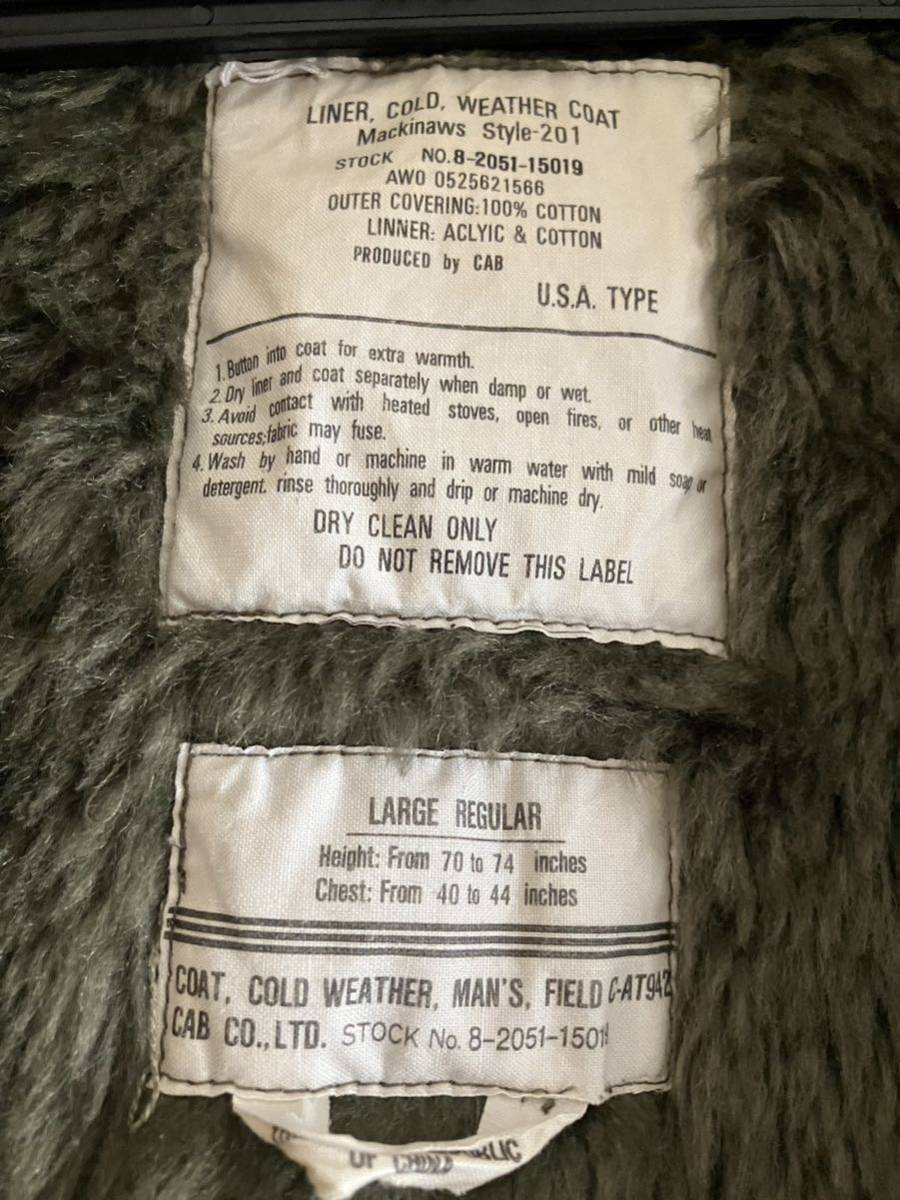 LINER, COLD, WEATHER COAT
Mackinaws Style-201
STOCK NO.8-2051-15019
AWO 0525621566
OUTER COVERING:100% COTTON
LINNER: ACLYIC & COTTON
PRODUCED by CAB
U.S.A. TYPE
1.Button into coat for extra warmth.
2.Dry liner and coat separately when damp or wet.
3.Avoid contact with heated stoves, open fires, or other heat
sources;fabric may fuse.
4.Wash by hand or machine in warm water with mild soap or
detergent. rinse thoroughly and drip or machine dry.
DRY CLEAN ONLY
DO NOT REMOVE THIS LABEL
LARGE REGULAR
Height: From 70 to 74 inches
Chest: From 40 to 44 inches
COAT, COLD WEATHER, MAN'S, FIELD C-AT942
CAB CO.,LTD. STOCK No. 8-2051-1501
OF CHINA